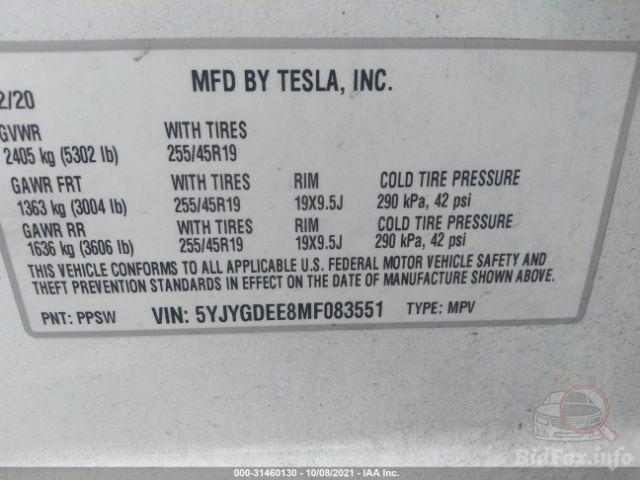 MFD BY TESLA, INC.
2/20
GVWR WITH TIRES
2405 kg (5302 lb) 255/45R19
GAWR FRT WITH TIRES RIM COLD TIRE PRESSURE
1363 kg (3004 lb) 255/45R19 19X9.5J 290 kPa, 42 psi
GAWR RR WITH TIRES RIM COLD TIRE PRESSURE
1636 kg (3606 lb) 255/45R19 19X9.5J 290 kPa, 42 psi
THIS VEHICLE CONFORMS TO ALL APPLICABLE U.S. FEDERAL MOTOR VEHICLE SAFETY AND
THEFT PREVENTION STANDARDS IN EFFECT ON THE DATE OF MANUFACTURE SHOWN ABOVE.
PNT: PPSW VIN: 5YJYGDEE8MF083551 TYPE: MPV
BidFax.info
000-31460130 - 10/08/2021 - IAA Inc.